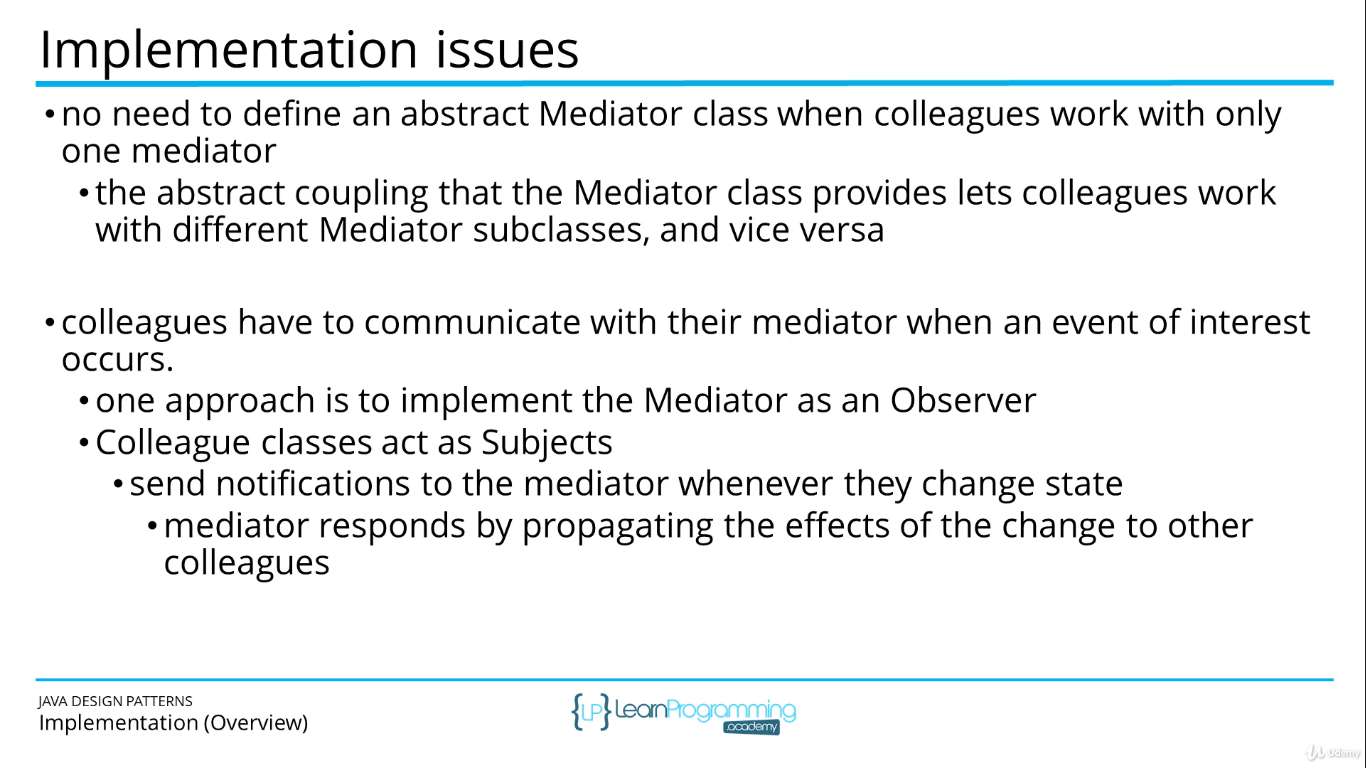 Implementation issues
• no need to define an abstract Mediator class when colleagues work with only
one mediator
• the abstract coupling that the Mediator class provides lets colleagues work
with different Mediator subclasses, and vice versa
• colleagues have to communicate with their mediator when an event of interest
occurs.
• one approach is to implement the Mediator as an Observer
• Colleague classes act as Subjects
• send notifications to the mediator whenever they change state
• mediator responds by propagating the effects of the change to other
colleagues
JAVA DESIGN PATTERNS
Implementation (Overview)
{LP} LearnProgramming
.academy
Udemy